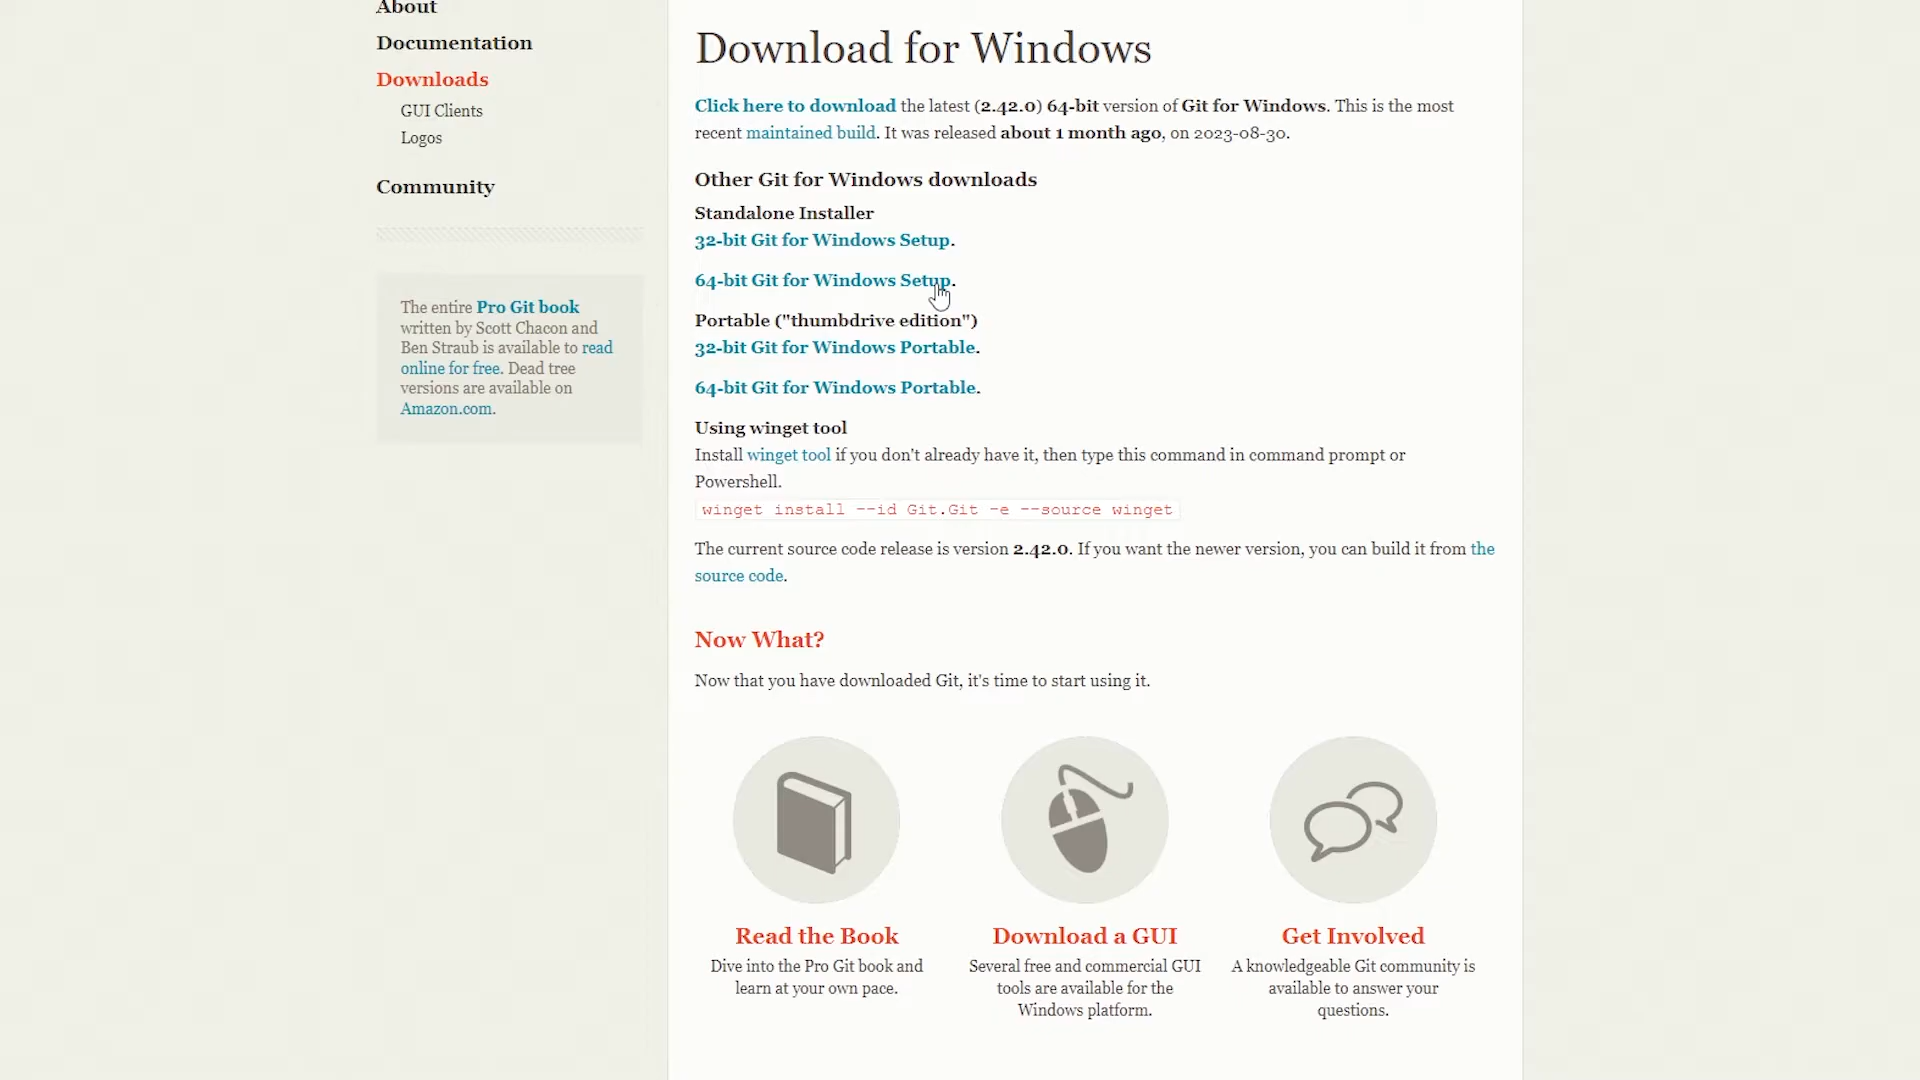 About
Documentation
Downloads
GUI Clients
Logos
Community
The entire Pro Git book
written by Scott Chacon and
Ben Straub is available to read
online for free. Dead tree
versions are available on
Amazon.com.
Download for Windows
Click here to download the latest (2.42.0) 64-bit version of Git for Windows. This is the most
recent maintained build. It was released about 1 month ago, on 2023-08-30.
Other Git for Windows downloads
Standalone Installer
32-bit Git for Windows Setup.
64-bit Git for Windows Setup.
Portable ("thumbdrive edition")
32-bit Git for Windows Portable.
64-bit Git for Windows Portable.
Using winget tool
Install winget tool if you don't already have it, then type this command in command prompt or
Powershell.
winget install --id Git.Git -e --source winget
The current source code release is version 2.42.0. If you want the newer version, you can build it from the
source code.
Now What?
Now that you have downloaded Git, it's time to start using it.
Read the Book
Dive into the Pro Git book and
learn at your own pace.
Download a GUI
Several free and commercial GUI
tools are available for the
Windows platform.
Get Involved
A knowledgeable Git community is
available to answer your
questions.